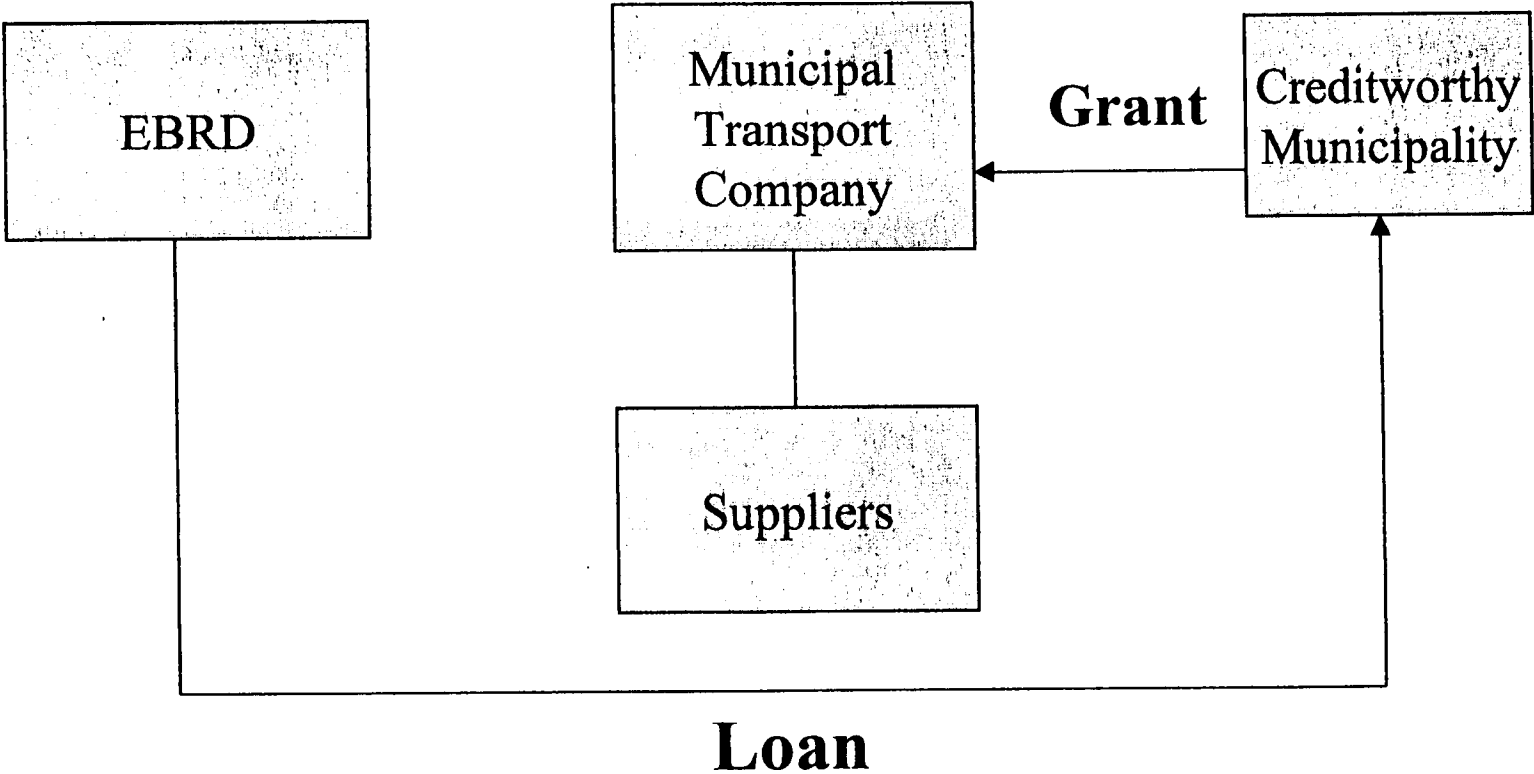 EBRD
Municipal
Transport
Company
Grant
Creditworthy
Municipality
Suppliers
Loan